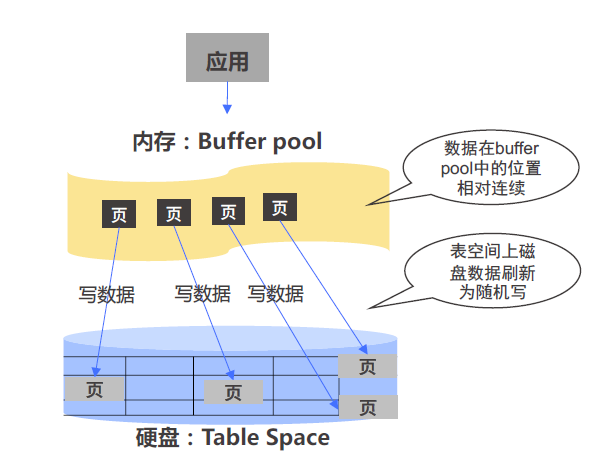 应用
内存：Buffer pool
数据在buffer
pool中的位置
相对连续
页
页
页
页
表空间上磁
盘数据刷新
为随机写
写数据
写数据
写数据
页
页
页
页
硬盘：Table Space